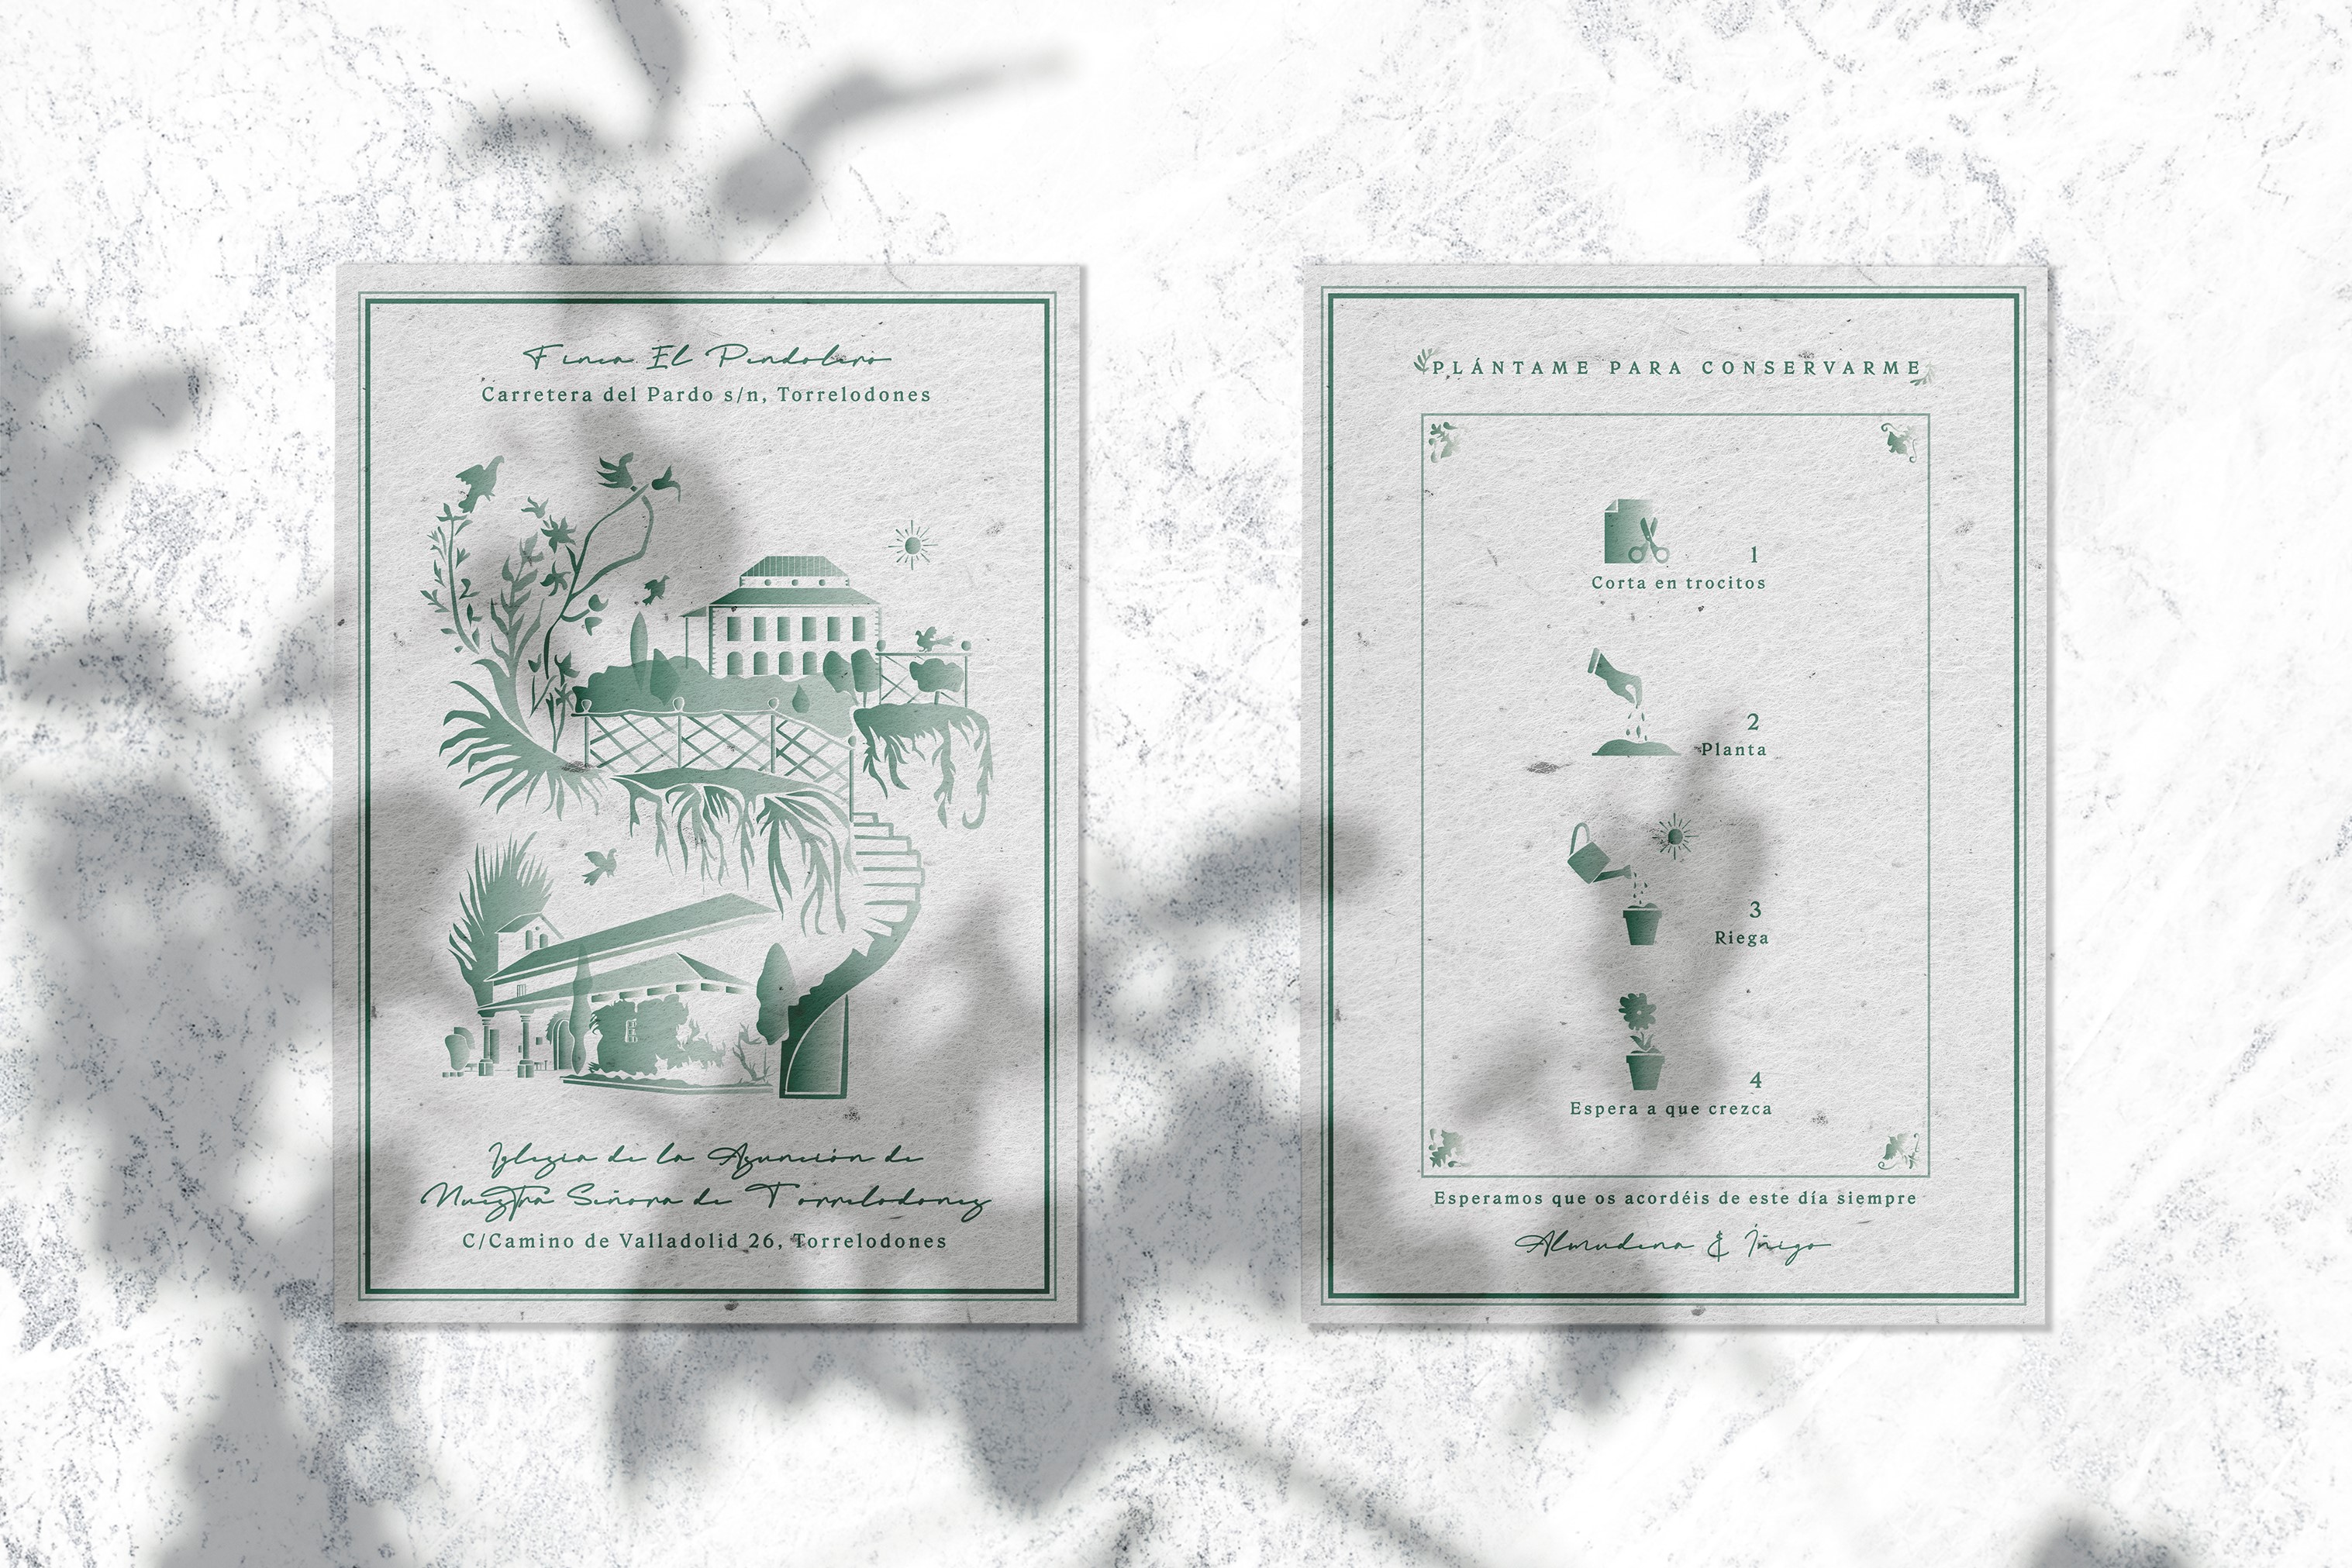 Finca El Pendolero
Carretera del Pardo s/n, Torrelodones
Iglesia de la Asunción de
Nuestra Señora de Torrelodones
C/Camino de Valladolid 26, Torrelodones
PLÁNTAME PARA CONSERVARME
1
Corta en trocitos
2
Planta
3
Riega
4
Espera a que crezca
Esperamos que os acordéis de este día siempre
Almudena & Íñigo